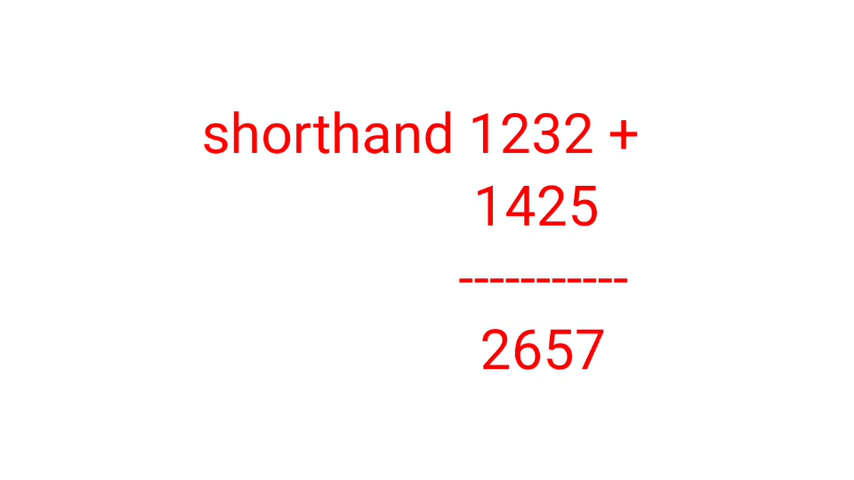 shorthand 1232 +
1425
-----------
2657